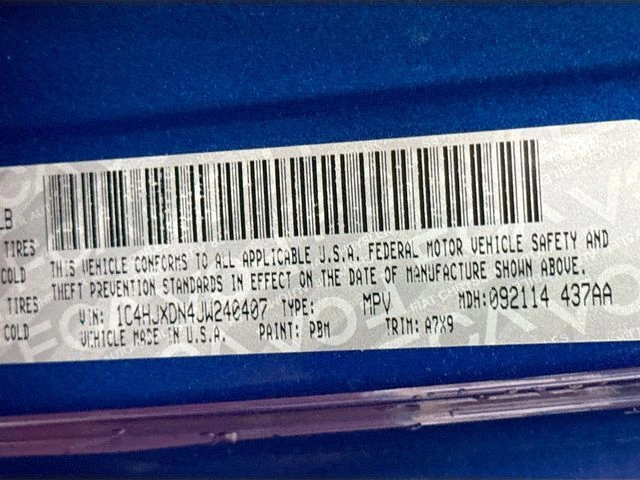 LB
TIRES
COLD
TIRES
COLD
THIS VEHICLE CONFORMS TO ALL APPLICABLE U.S.A. FEDERAL MOTOR VEHICLE SAFETY AND
THEFT PREVENTION STANDARDS IN EFFECT ON THE DATE OF MANUFACTURE SHOWN ABOVE.
VIN: 1C4HJXDN4JW240407 TYPE: MPV MDH:092114 437AA
VEHICLE MADE IN U.S.A. PAINT: PBM TRIM: A7X9